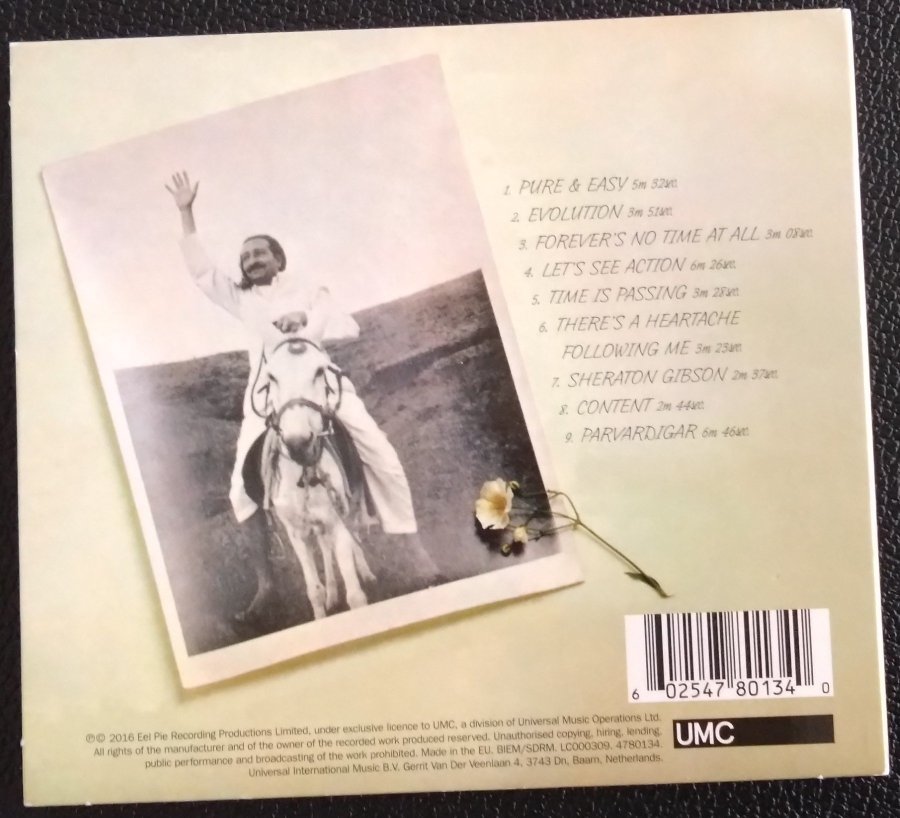 1. PURE & EASY 5m 32sec.
2. EVOLUTION 3m 51sec.
3. FOREVER'S NO TIME AT ALL 3m 08sec.
4. LET'S SEE ACTION 6m 26sec.
5. TIME IS PASSING 3m 28sec.
6. THERE'S A HEARTACHE
FOLLOWING ME 3m 23sec.
7. SHERATON GIBSON 2m 37sec.
8. CONTENT 2m 44sec.
9. PARVARDIGAR 6m 46sec.
6 02547 80134 0
℗© 2016 Eel Pie Recording Productions Limited, under exclusive licence to UMC, a division of Universal Music Operations Ltd.
All rights of the manufacturer and of the owner of the recorded work produced reserved. Unauthorised copying, hiring, lending,
public performance and broadcasting of the work prohibited. Made in the EU. BIEM/SDRM. LC000309. 4780134.
Universal International Music B.V. Gerrit Van Der Veenlaan 4, 3743 Dn, Baarn, Netherlands.
UMC